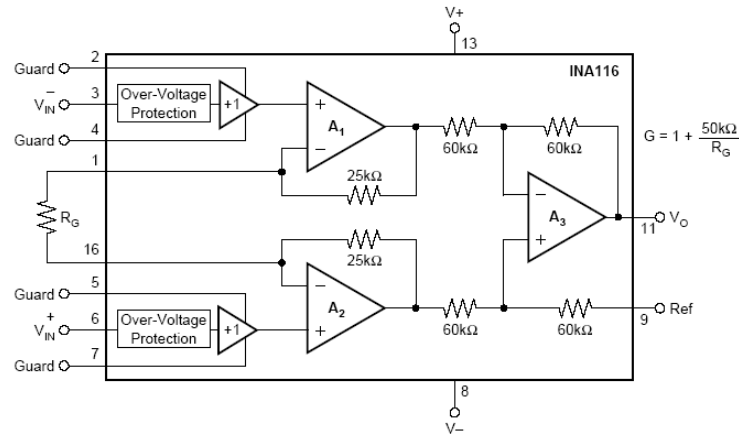 V+
13
INA116
2
Guard
Over-Voltage
Protection
+1
V⁻IN
3
4
Guard
A1
+
−
60kΩ
60kΩ
G = 1 + 50kΩ / RG
1
25kΩ
RG
A3
−
+
VO
11
16
25kΩ
5
Guard
A2
−
+
V⁺IN
6
Over-Voltage
Protection
+1
60kΩ
60kΩ
Ref
9
7
Guard
8
V−